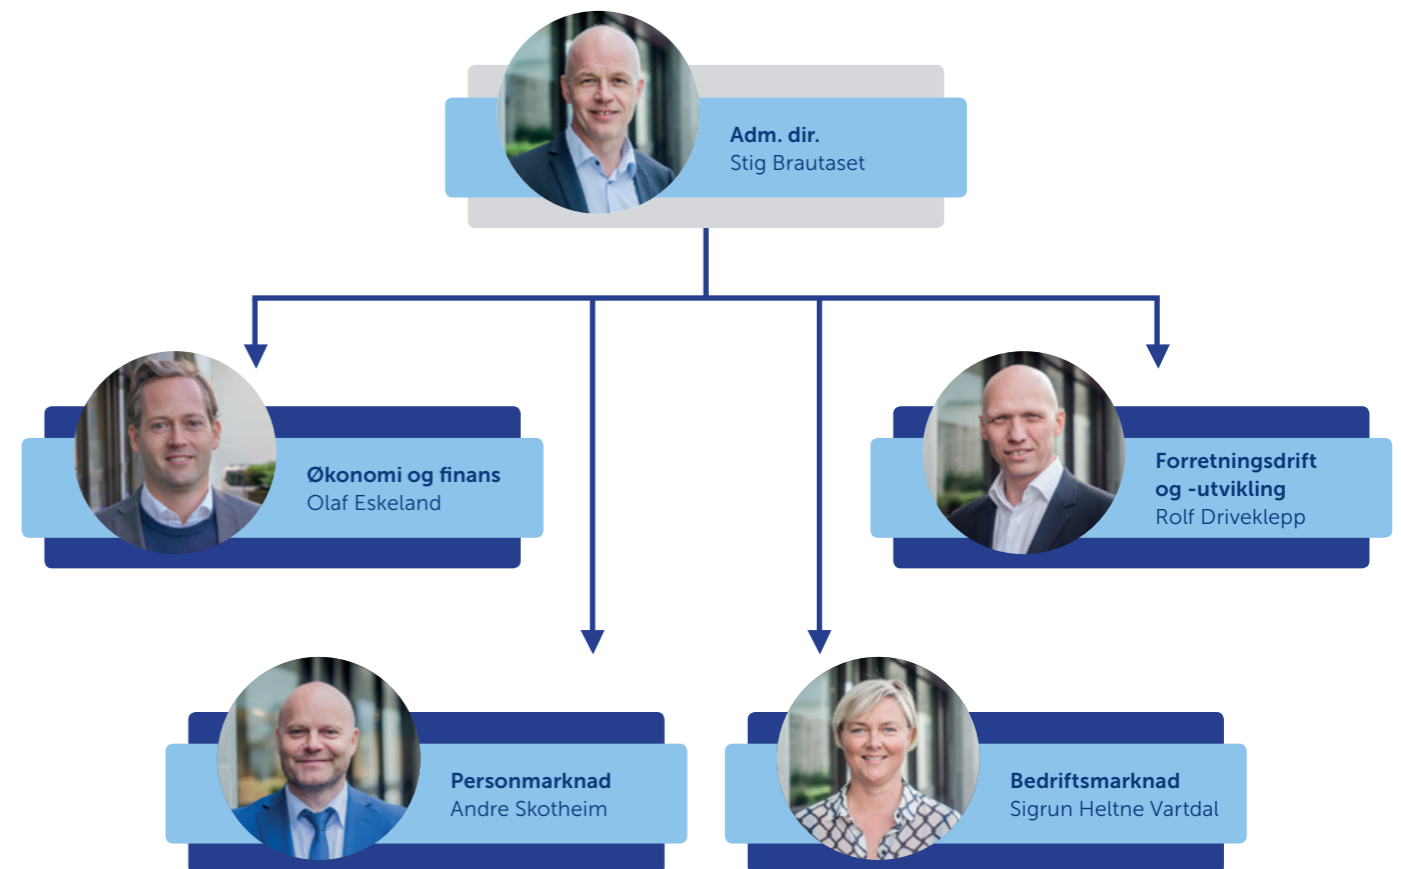 Adm. dir.
Stig Brautaset
Økonomi og finans
Olaf Eskeland
Forretningsdrift
og -utvikling
Rolf Driveklepp
Personmarknad
Andre Skotheim
Bedriftsmarknad
Sigrun Heltne Vartdal